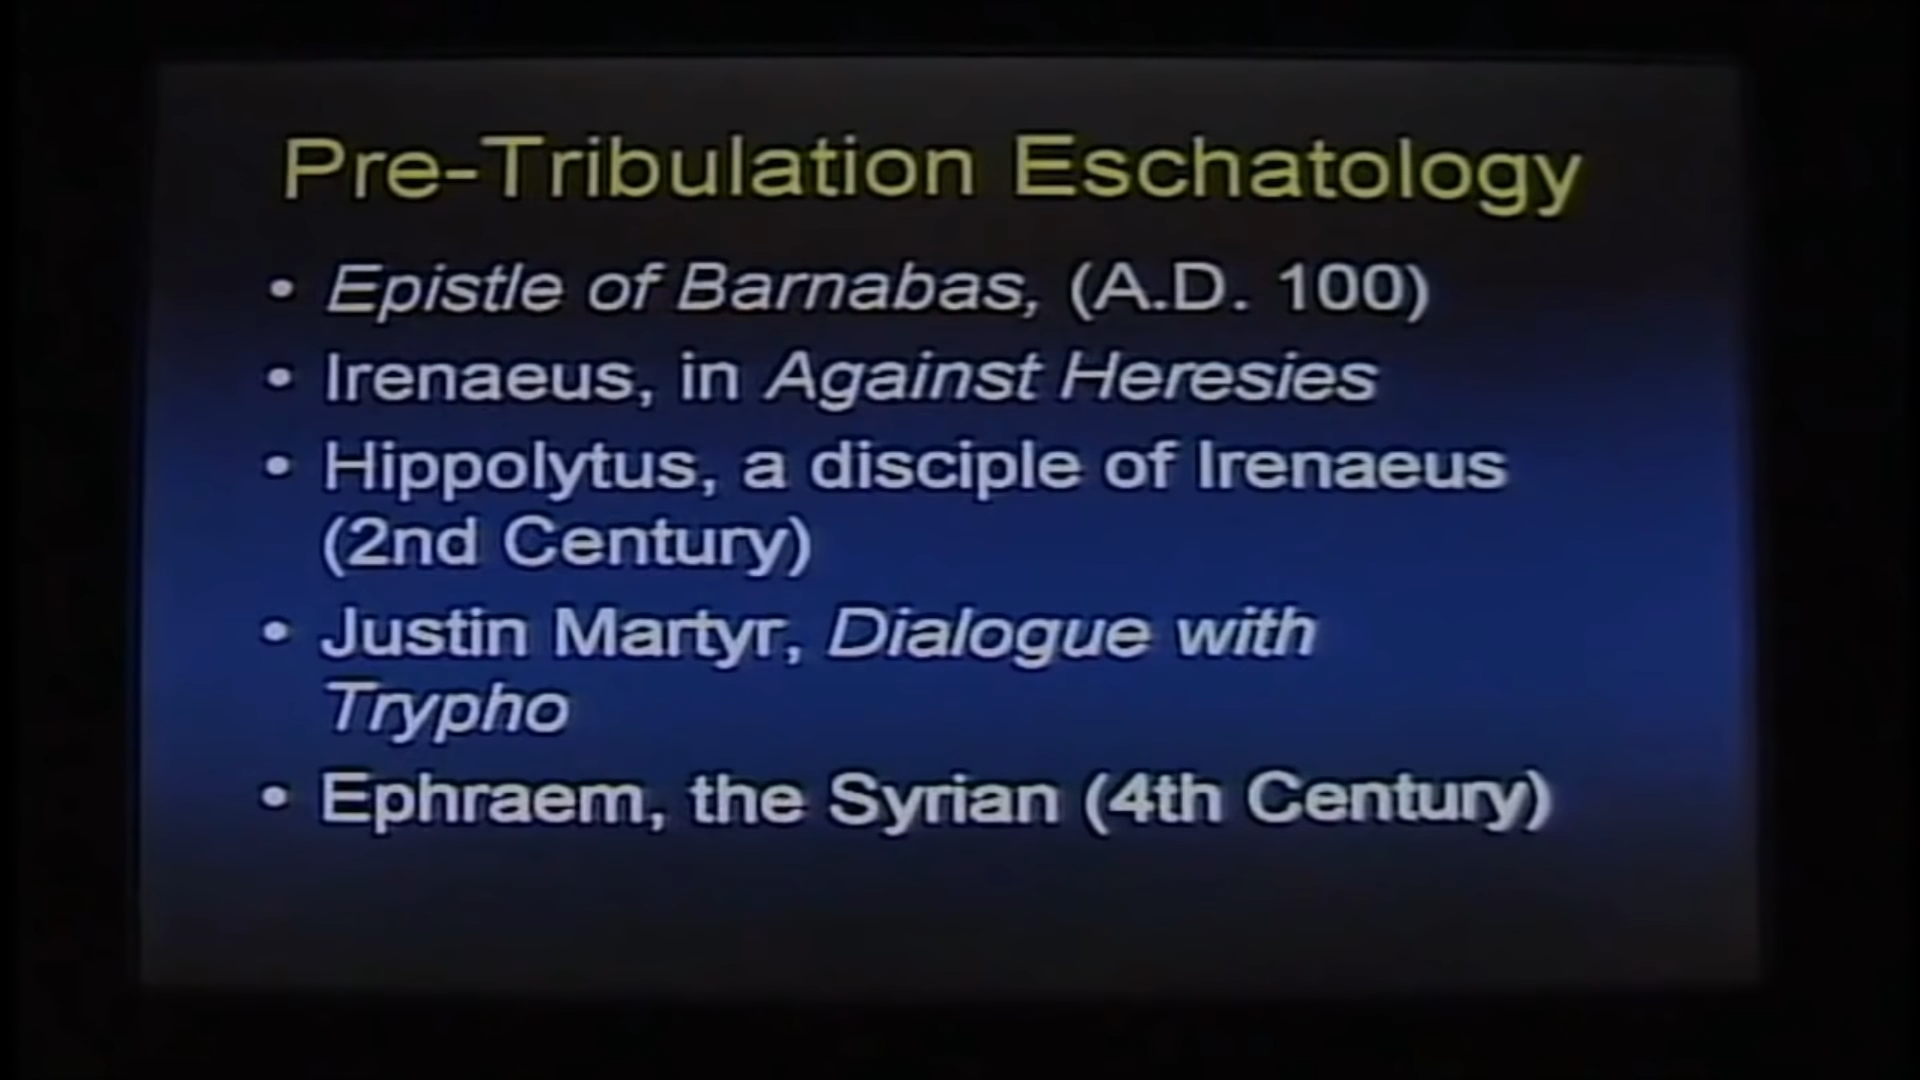 Pre-Tribulation Eschatology
• Epistle of Barnabas, (A.D. 100)
• Irenaeus, in Against Heresies
• Hippolytus, a disciple of Irenaeus
(2nd Century)
• Justin Martyr, Dialogue with
Trypho
• Ephraem, the Syrian (4th Century)